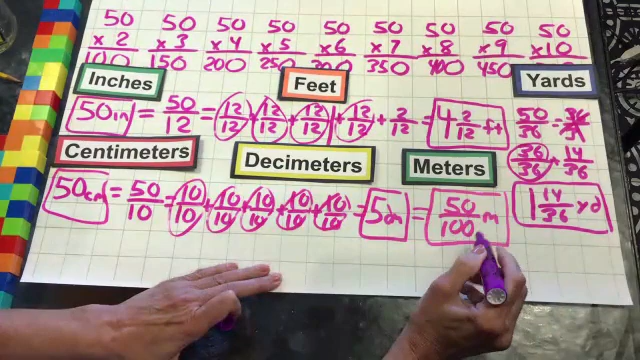 50 50 50 50 50 50 50 50 50
x 2 x 3 x 4 x 5 x 6 x 7 x 8 x 9 x 10
100 150 200 250 300 350 400 450
Inches Feet Yards
50in = 50/12 = 12/12 + 12/12 + 12/12 + 12/12 + 2/12 = 4 2/12 ft 50/36 =
36/36 + 14/36
1 14/36 yd
Centimeters Decimeters Meters
50cm = 50/10 = 10/10 + 10/10 + 10/10 + 10/10 + 10/10 = 5dm = 50/100 m